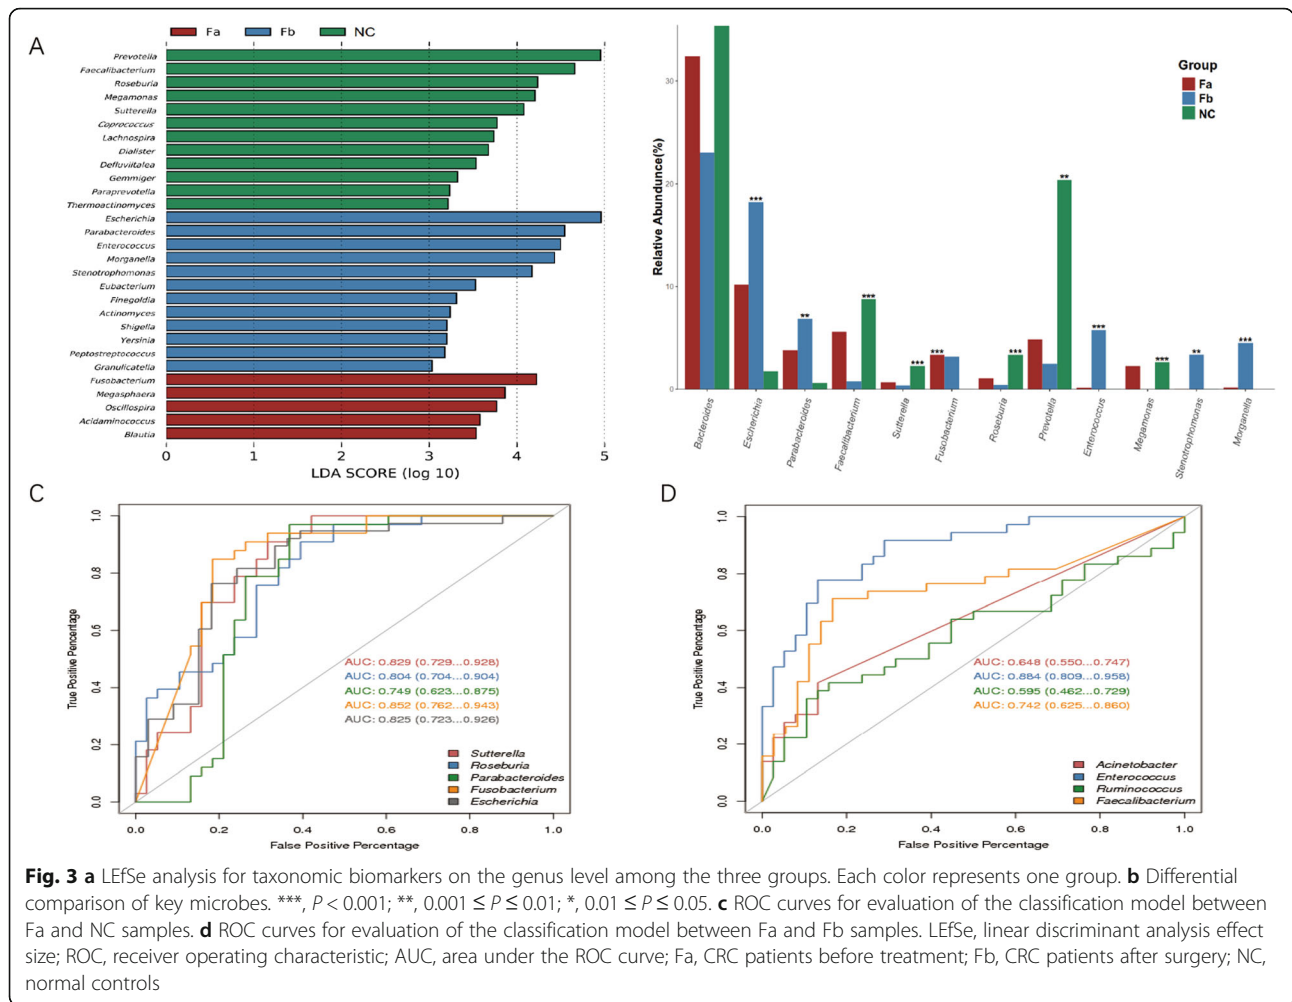 A
Fa Fb NC
Prevotella
Faecalibacterium
Roseburia
Megamonas
Sutterella
Coprococcus
Lachnospira
Dialister
Defluviitalea
Gemmiger
Paraprevotella
Thermoactinomyces
Escherichia
Parabacteroides
Enterococcus
Morganella
Stenotrophomonas
Eubacterium
Finegoldia
Actinomyces
Shigella
Yersinia
Peptostreptococcus
Granulicatella
Fusobacterium
Megasphaera
Oscillospira
Acidaminococcus
Blautia
0 1 2 3 4 5
LDA SCORE (log 10)
Relative Abundunce(%)
30
20
10
0
Group
Fa
Fb
NC
*** ** *** *** *** *** ** *** *** ** ***
Bacteroides
Escherichia
Parabacteroides
Faecalibacterium
Sutterella
Fusobacterium
Roseburia
Prevotella
Enterococcus
Megamonas
Stenotrophomonas
Morganella
C
True Positive Percentage
1.0
0.8
0.6
0.4
0.2
0.0
AUC: 0.829 (0.729...0.928)
AUC: 0.804 (0.704...0.904)
AUC: 0.749 (0.623...0.875)
AUC: 0.852 (0.762...0.943)
AUC: 0.825 (0.723...0.926)
Sutterella
Roseburia
Parabacteroides
Fusobacterium
Escherichia
0.0 0.2 0.4 0.6 0.8 1.0
False Positive Percentage
D
True Positive Percentage
1.0
0.8
0.6
0.4
0.2
0.0
AUC: 0.648 (0.550...0.747)
AUC: 0.884 (0.809...0.958)
AUC: 0.595 (0.462...0.729)
AUC: 0.742 (0.625...0.860)
Acinetobacter
Enterococcus
Ruminococcus
Faecalibacterium
0.0 0.2 0.4 0.6 0.8 1.0
False Positive Percentage
Fig. 3 a LEfSe analysis for taxonomic biomarkers on the genus level among the three groups. Each color represents one group. b Differential
comparison of key microbes. ***, P < 0.001; **, 0.001 ≤ P ≤ 0.01; *, 0.01 ≤ P ≤ 0.05. c ROC curves for evaluation of the classification model between
Fa and NC samples. d ROC curves for evaluation of the classification model between Fa and Fb samples. LEfSe, linear discriminant analysis effect
size; ROC, receiver operating characteristic; AUC, area under the ROC curve; Fa, CRC patients before treatment; Fb, CRC patients after surgery; NC,
normal controls